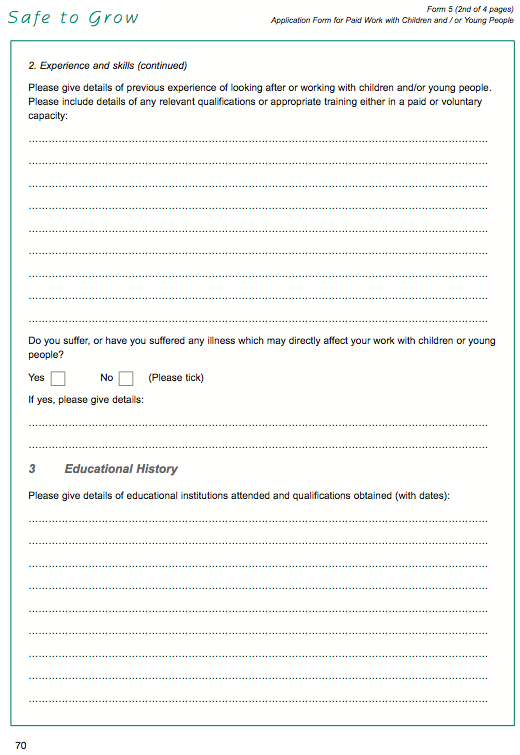 Safe to Grow
Form 5 (2nd of 4 pages)
Application Form for Paid Work with Children and / or Young People
2. Experience and skills (continued)
Please give details of previous experience of looking after or working with children and/or young people.
Please include details of any relevant qualifications or appropriate training either in a paid or voluntary
capacity:
Do you suffer, or have you suffered any illness which may directly affect your work with children or young
people?
Yes No (Please tick)
If yes, please give details:
3 Educational History
Please give details of educational institutions attended and qualifications obtained (with dates):
70